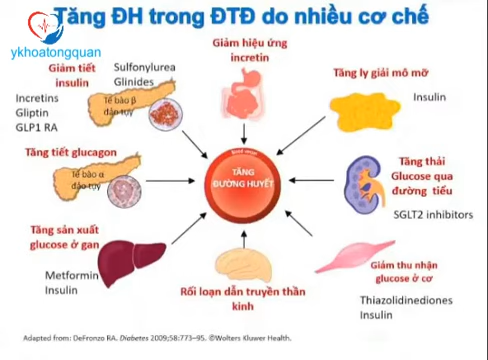 Tăng ĐH trong ĐTĐ do nhiều cơ chế
ykhoatongquan
Giảm tiết
insulin
Sulfonylurea
Glinides
Incretins
Gliptin
GLP1 RA
Tế bào β
đảo tụy
Giảm hiệu ứng
incretin
Tăng ly giải mô mỡ
Insulin
Tăng tiết glucagon
Tế bào α
đảo tụy
TĂNG
ĐƯỜNG HUYẾT
Tăng thải
Glucose qua
đường tiểu
SGLT2 inhibitors
Tăng sản xuất
glucose ở gan
Metformin
Insulin
Rối loạn dẫn truyền thần
kinh
Giảm thu nhận
glucose ở cơ
Thiazolidinediones
Insulin
Adapted from: DeFronzo RA. Diabetes 2009;58:773–95. ©Wolters Kluwer Health.